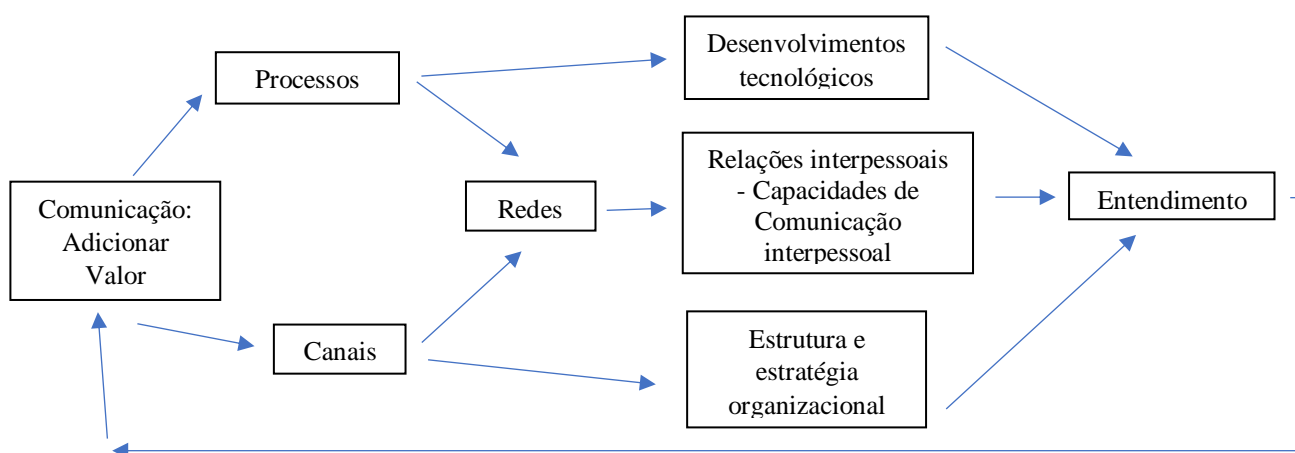 Processos
Desenvolvimentos
tecnológicos
Comunicação:
Adicionar
Valor
Redes
Relações interpessoais
- Capacidades de
Comunicação
interpessoal
Entendimento
Canais
Estrutura e
estratégia
organizacional